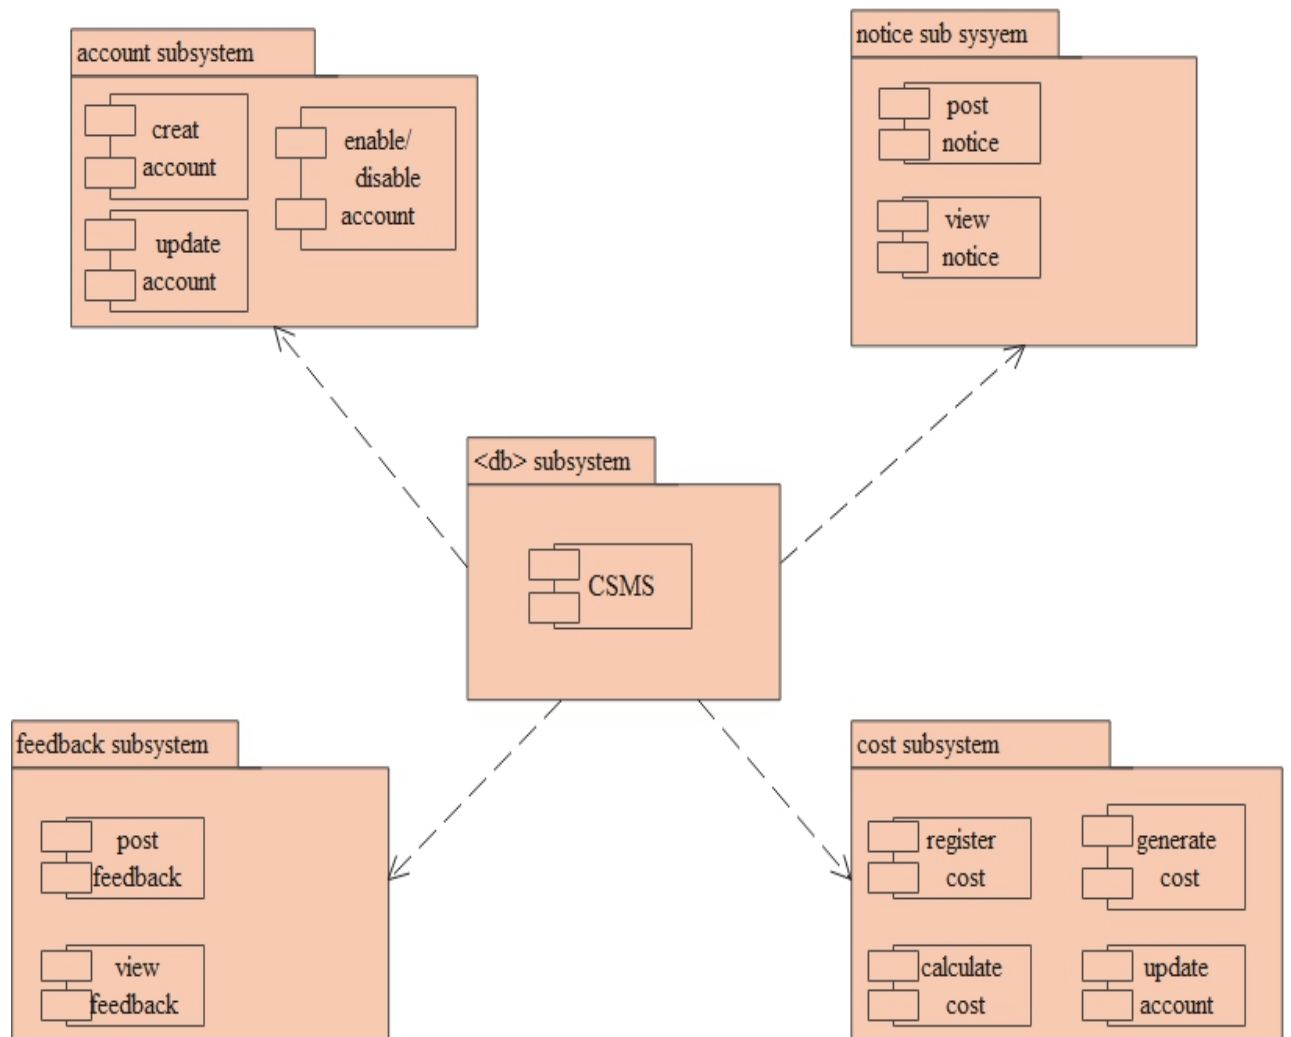 account subsystem
creat
account
update
account
enable/
disable
account
notice sub sysyem
post
notice
view
notice
<db> subsystem
CSMS
feedback subsystem
post
feedback
view
feedback
cost subsystem
register
cost
generate
cost
calculate
cost
update
account